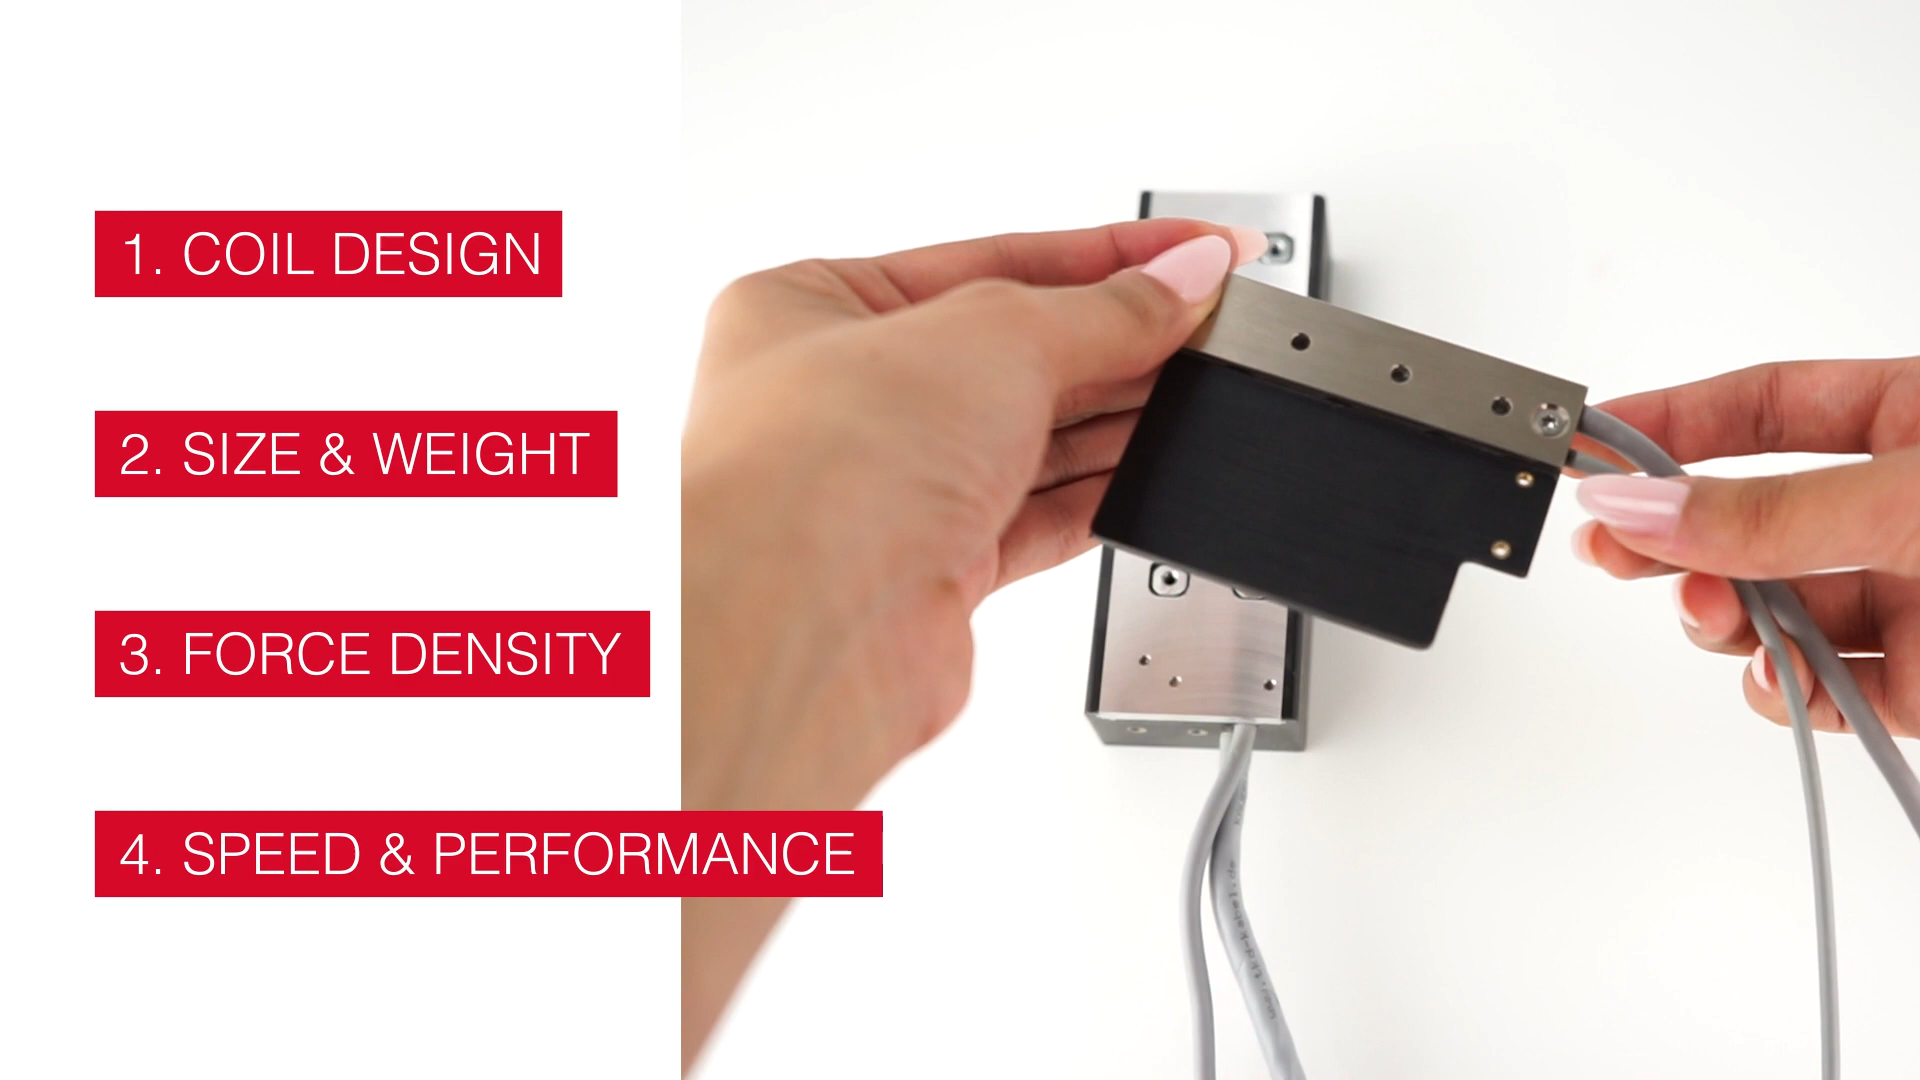 1. COIL DESIGN
2. SIZE & WEIGHT
3. FORCE DENSITY
4. SPEED & PERFORMANCE